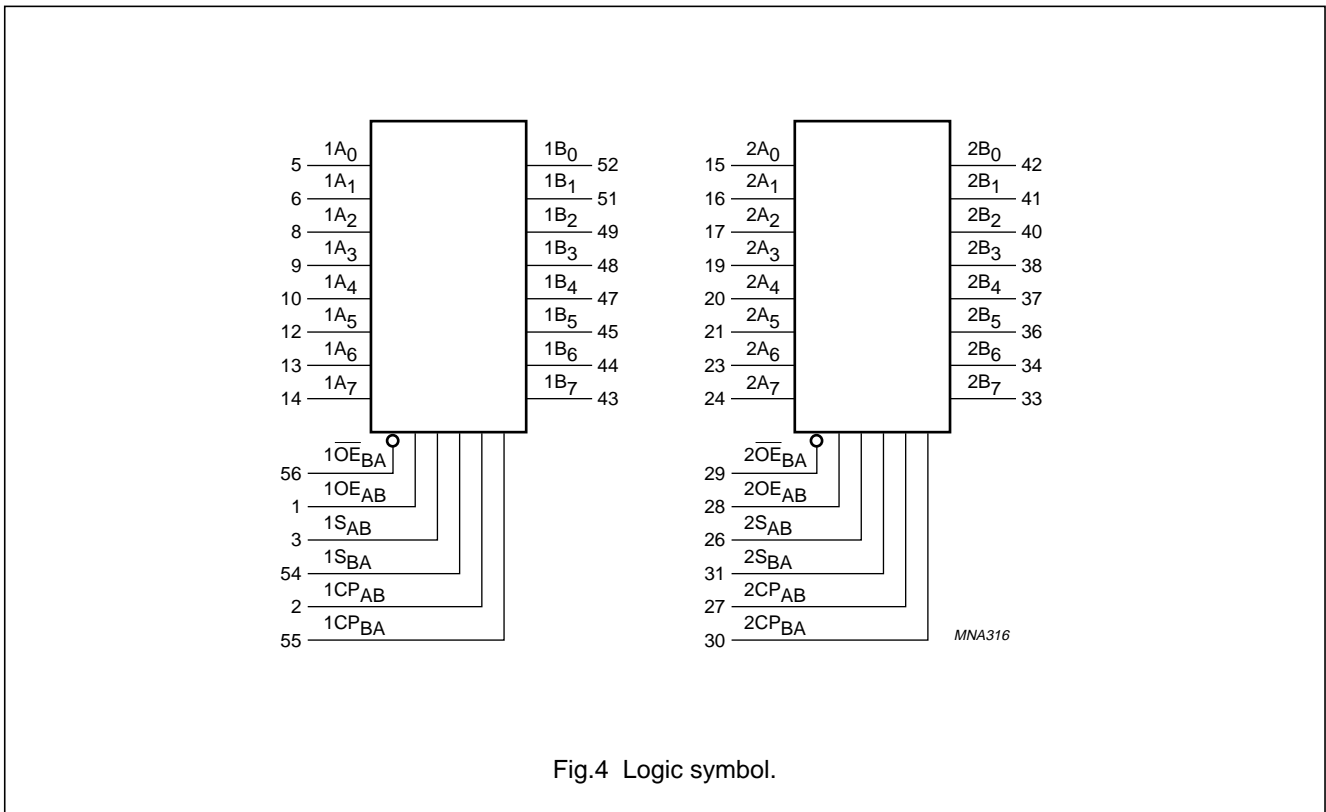 1A0 1B0 2A0 2B0
5 52 15 42
1A1 1B1 2A1 2B1
6 51 16 41
1A2 1B2 2A2 2B2
8 49 17 40
1A3 1B3 2A3 2B3
9 48 19 38
1A4 1B4 2A4 2B4
10 47 20 37
1A5 1B5 2A5 2B5
12 45 21 36
1A6 1B6 2A6 2B6
13 44 23 34
1A7 1B7 2A7 2B7
14 43 24 33
1O̅E̅BA 2O̅E̅BA
56 29
1OEAB 2OEAB
1 28
1SAB 2SAB
3 26
1SBA 2SBA
54 31
1CPAB 2CPAB
2 27
1CPBA 2CPBA
55 30 MNA316
Fig.4 Logic symbol.